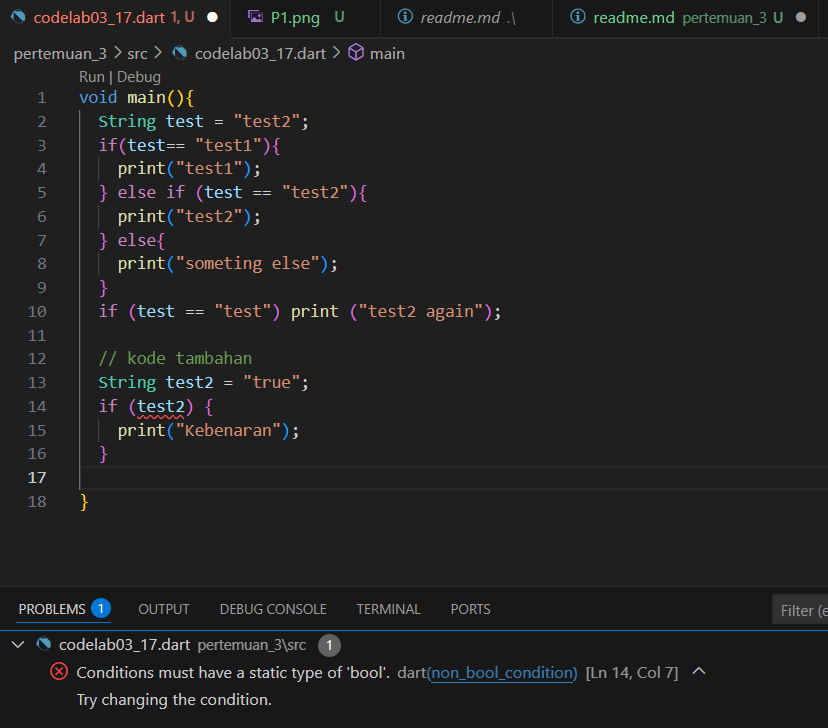 codelab03_17.dart 1, U P1.png U readme.md .\ readme.md pertemuan_3 U
pertemuan_3 > src > codelab03_17.dart > main
Run | Debug
1 void main(){
2 String test = "test2";
3 if(test== "test1"){
4 print("test1");
5 } else if (test == "test2"){
6 print("test2");
7 } else{
8 print("someting else");
9 }
10 if (test == "test") print ("test2 again");
11
12 // kode tambahan
13 String test2 = "true";
14 if (test2) {
15 print("Kebenaran");
16 }
17
18 }
PROBLEMS 1 OUTPUT DEBUG CONSOLE TERMINAL PORTS Filter (e
codelab03_17.dart pertemuan_3\src 1
Conditions must have a static type of 'bool'. dart(non_bool_condition) [Ln 14, Col 7]
Try changing the condition.